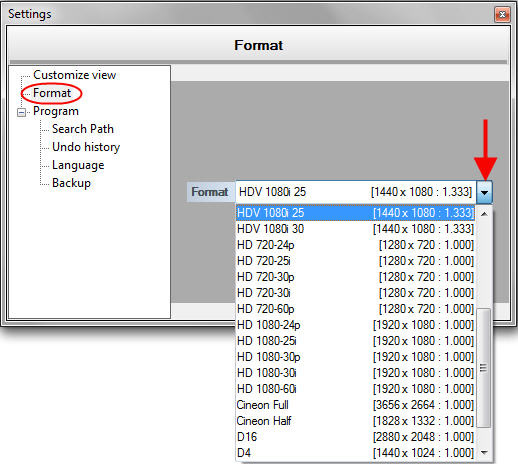 Settings
Format
Customize view
Format
Program
Search Path
Undo history
Language
Backup
Format HDV 1080i 25 [1440 x 1080 : 1.333]
HDV 1080i 25 [1440 x 1080 : 1.333]
HDV 1080i 30 [1440 x 1080 : 1.333]
HD 720-24p [1280 x 720 : 1.000]
HD 720-25i [1280 x 720 : 1.000]
HD 720-30p [1280 x 720 : 1.000]
HD 720-30i [1280 x 720 : 1.000]
HD 720-60p [1280 x 720 : 1.000]
HD 1080-24p [1920 x 1080 : 1.000]
HD 1080-25i [1920 x 1080 : 1.000]
HD 1080-30p [1920 x 1080 : 1.000]
HD 1080-30i [1920 x 1080 : 1.000]
HD 1080-60i [1920 x 1080 : 1.000]
Cineon Full [3656 x 2664 : 1.000]
Cineon Half [1828 x 1332 : 1.000]
D16 [2880 x 2048 : 1.000]
D4 [1440 x 1024 : 1.000]